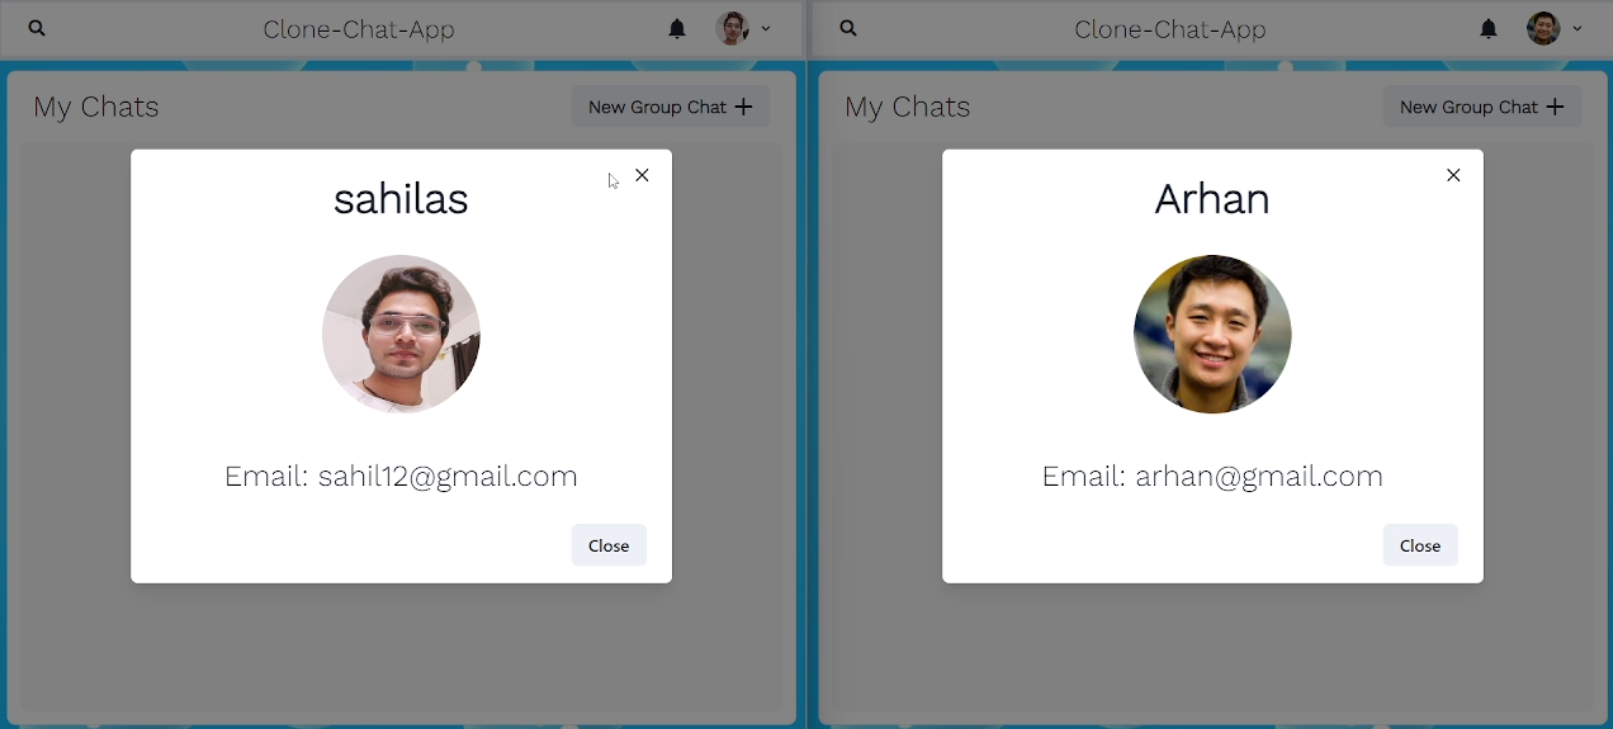 Clone-Chat-App
My Chats
New Group Chat +
sahilas
Email: sahil12@gmail.com
Close
Clone-Chat-App
My Chats
New Group Chat +
Arhan
Email: arhan@gmail.com
Close